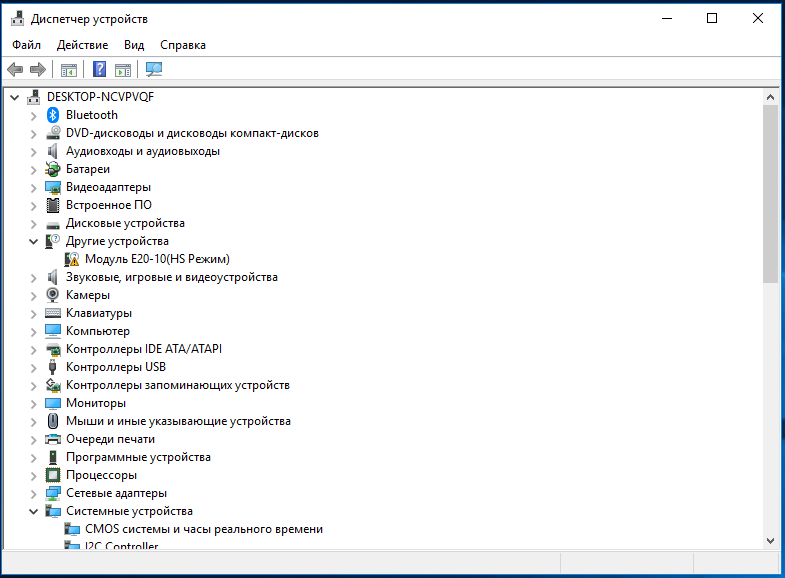 Диспетчер устройств
Файл Действие Вид Справка
DESKTOP-NCVPVQF
Bluetooth
DVD-дисководы и дисководы компакт-дисков
Аудиовходы и аудиовыходы
Батареи
Видеоадаптеры
Встроенное ПО
Дисковые устройства
Другие устройства
Модуль E20-10(HS Режим)
Звуковые, игровые и видеоустройства
Камеры
Клавиатуры
Компьютер
Контроллеры IDE ATA/ATAPI
Контроллеры USB
Контроллеры запоминающих устройств
Мониторы
Мыши и иные указывающие устройства
Очереди печати
Программные устройства
Процессоры
Сетевые адаптеры
Системные устройства
CMOS системы и часы реального времени
I2C Controller